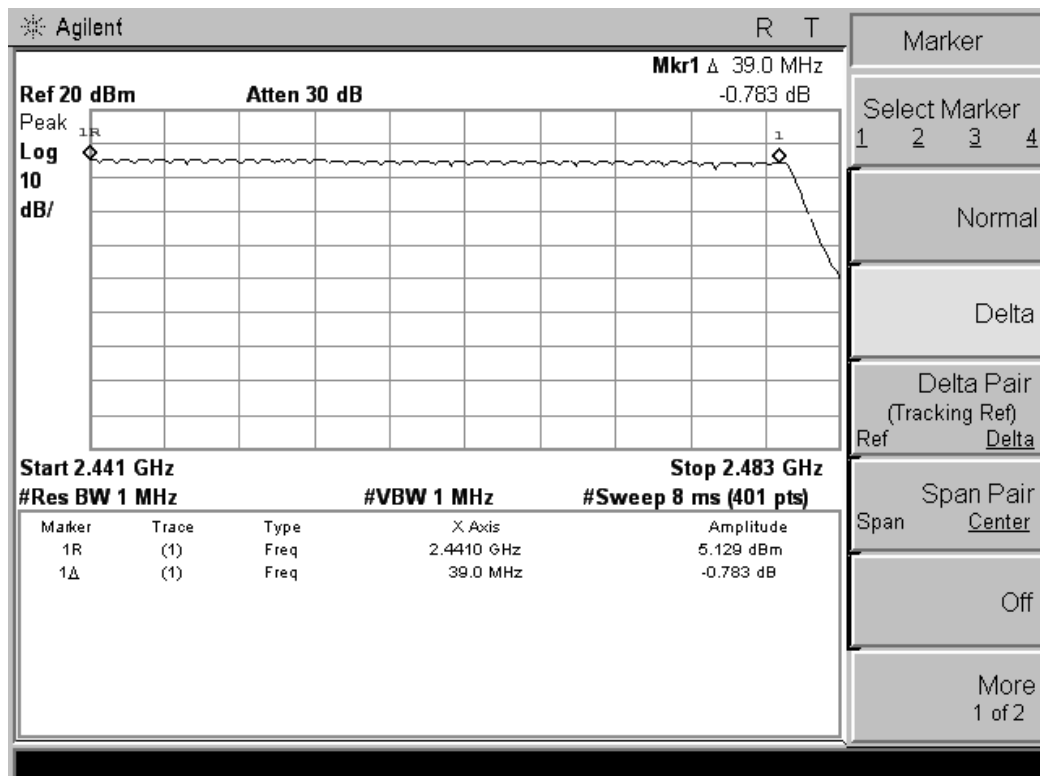 Agilent R T
Mkr1 Δ 39.0 MHz
Ref 20 dBm Atten 30 dB -0.783 dB
Peak
Log
10
dB/
1R
1
Start 2.441 GHz Stop 2.483 GHz
#Res BW 1 MHz #VBW 1 MHz #Sweep 8 ms (401 pts)
Marker Trace Type X Axis Amplitude
1R (1) Freq 2.4410 GHz 5.129 dBm
1Δ (1) Freq 39.0 MHz -0.783 dB
Marker
Select Marker
1 2 3 4
Normal
Delta
Delta Pair
(Tracking Ref)
Ref Delta
Span Pair
Span Center
Off
More
1 of 2